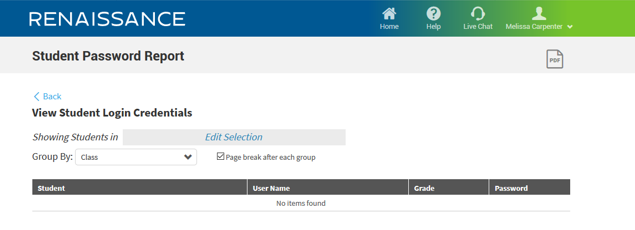 RENAISSANCE
Home Help Live Chat Melissa Carpenter
Student Password Report
PDF
Back
View Student Login Credentials
Showing Students in Edit Selection
Group By: Class Page break after each group
Student User Name Grade Password
No items found